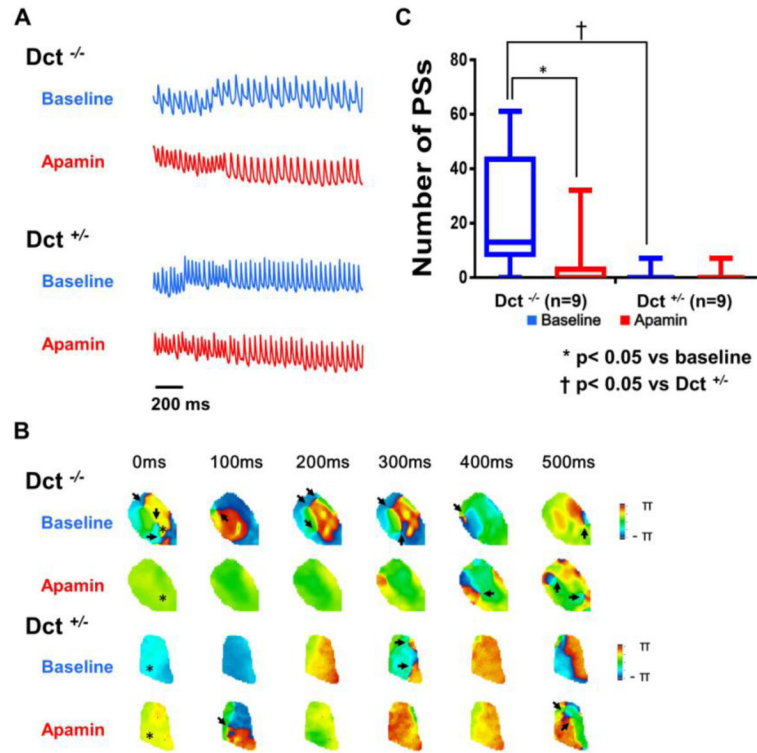 A
Dct -/-
Baseline
Apamin
Dct +/-
Baseline
Apamin
200 ms
C
†
*
Number of PSs
80
60
40
20
0
Dct -/- (n=9) Dct +/- (n=9)
Baseline Apamin
* p< 0.05 vs baseline
† p< 0.05 vs Dct +/-
B
0ms 100ms 200ms 300ms 400ms 500ms
Dct -/-
Baseline
*
π
- π
Apamin
*
Dct +/-
Baseline
*
π
- π
Apamin
*